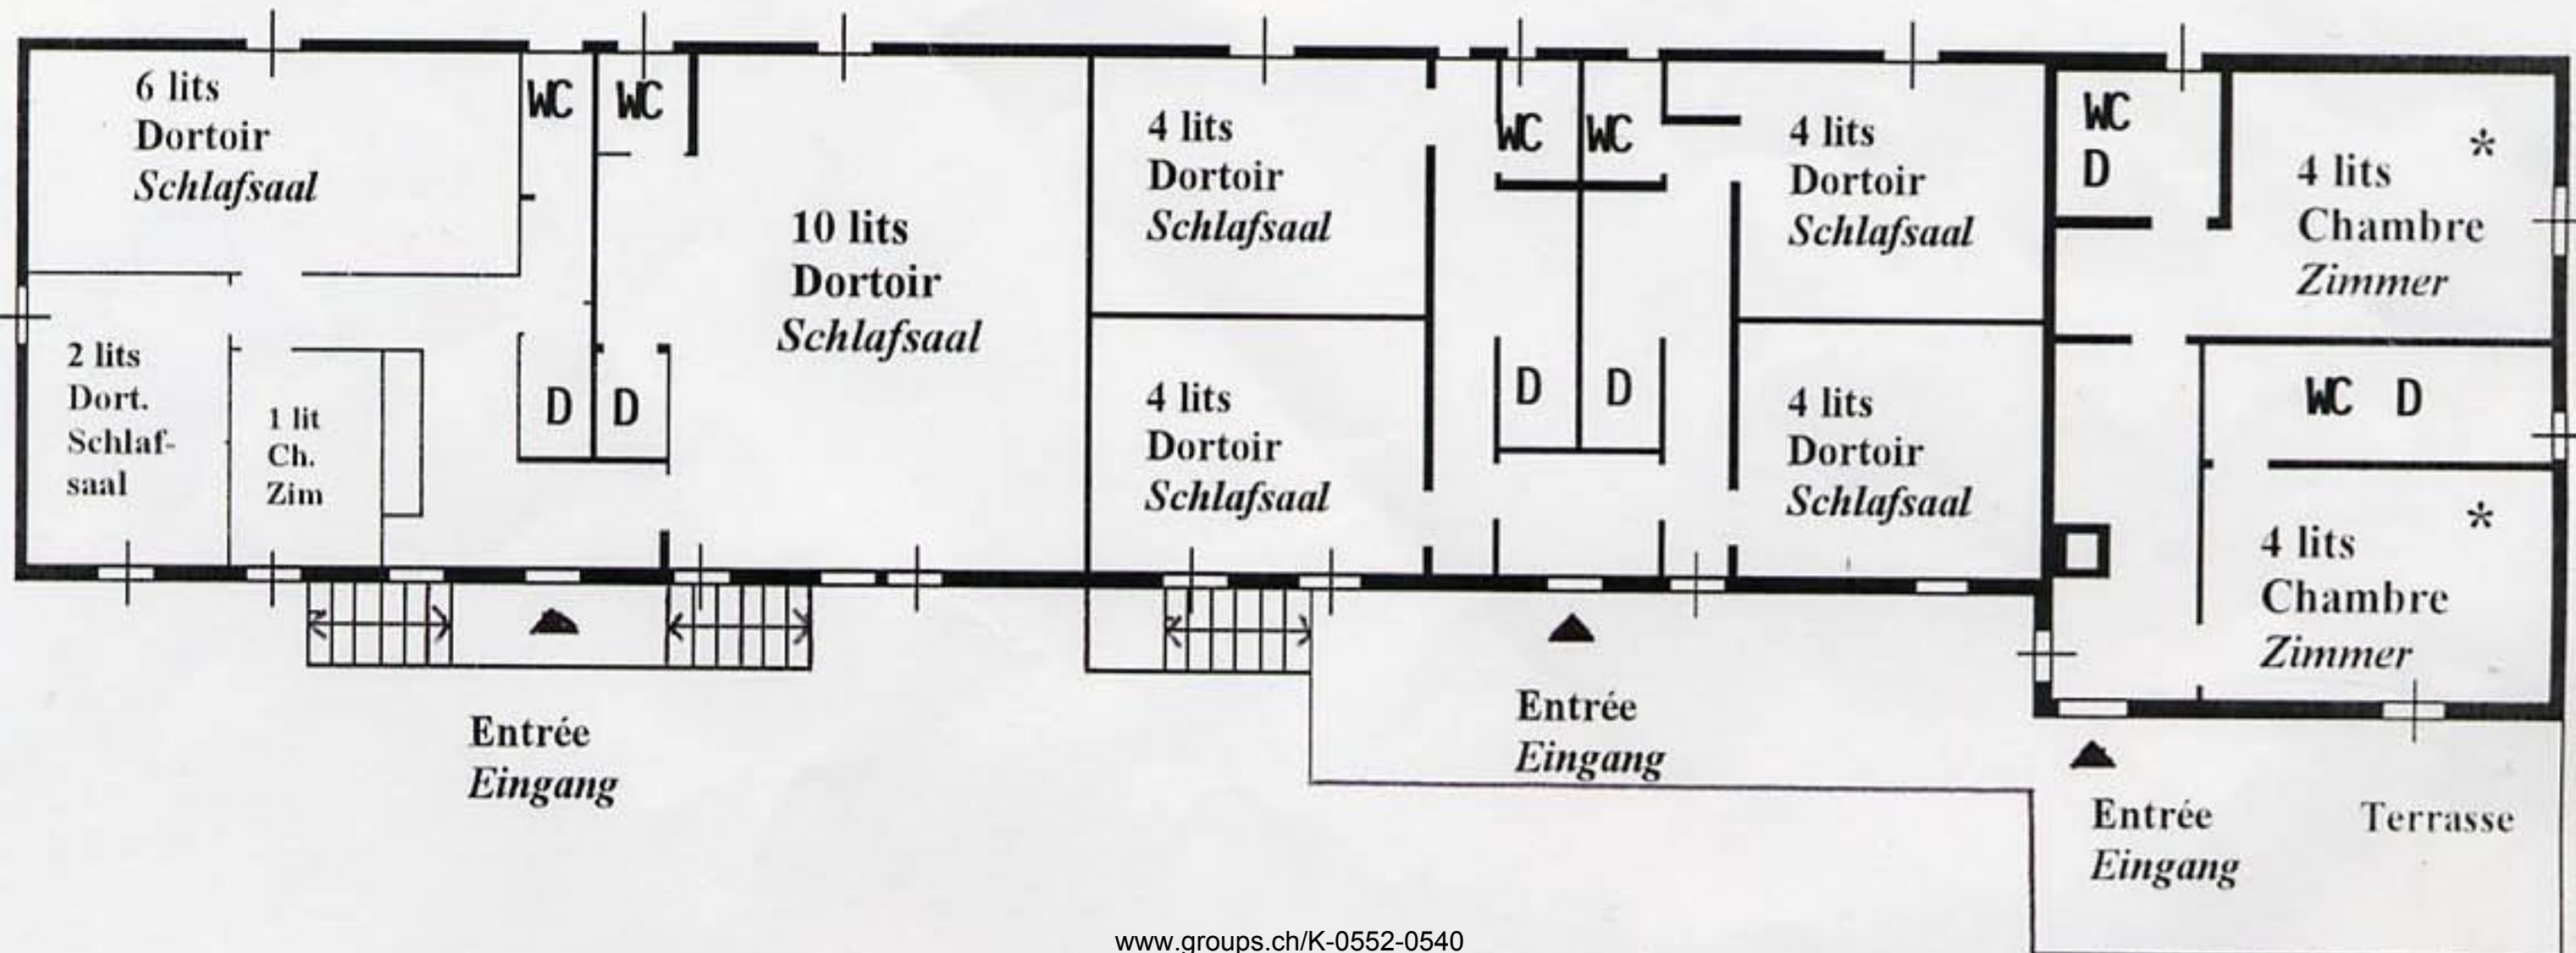 6 lits
Dortoir
Schlafsaal
WC
WC
10 lits
Dortoir
Schlafsaal
2 lits
Dort.
Schlaf-
saal
1 lit
Ch.
Zim
D
D
4 lits
Dortoir
Schlafsaal
4 lits
Dortoir
Schlafsaal
WC
WC
D
D
4 lits
Dortoir
Schlafsaal
4 lits
Dortoir
Schlafsaal
WC
D
4 lits *
Chambre
Zimmer
WC D
4 lits *
Chambre
Zimmer
Entrée
Eingang
Entrée
Eingang
Entrée
Eingang
Terrasse
www.groups.ch/K-0552-0540